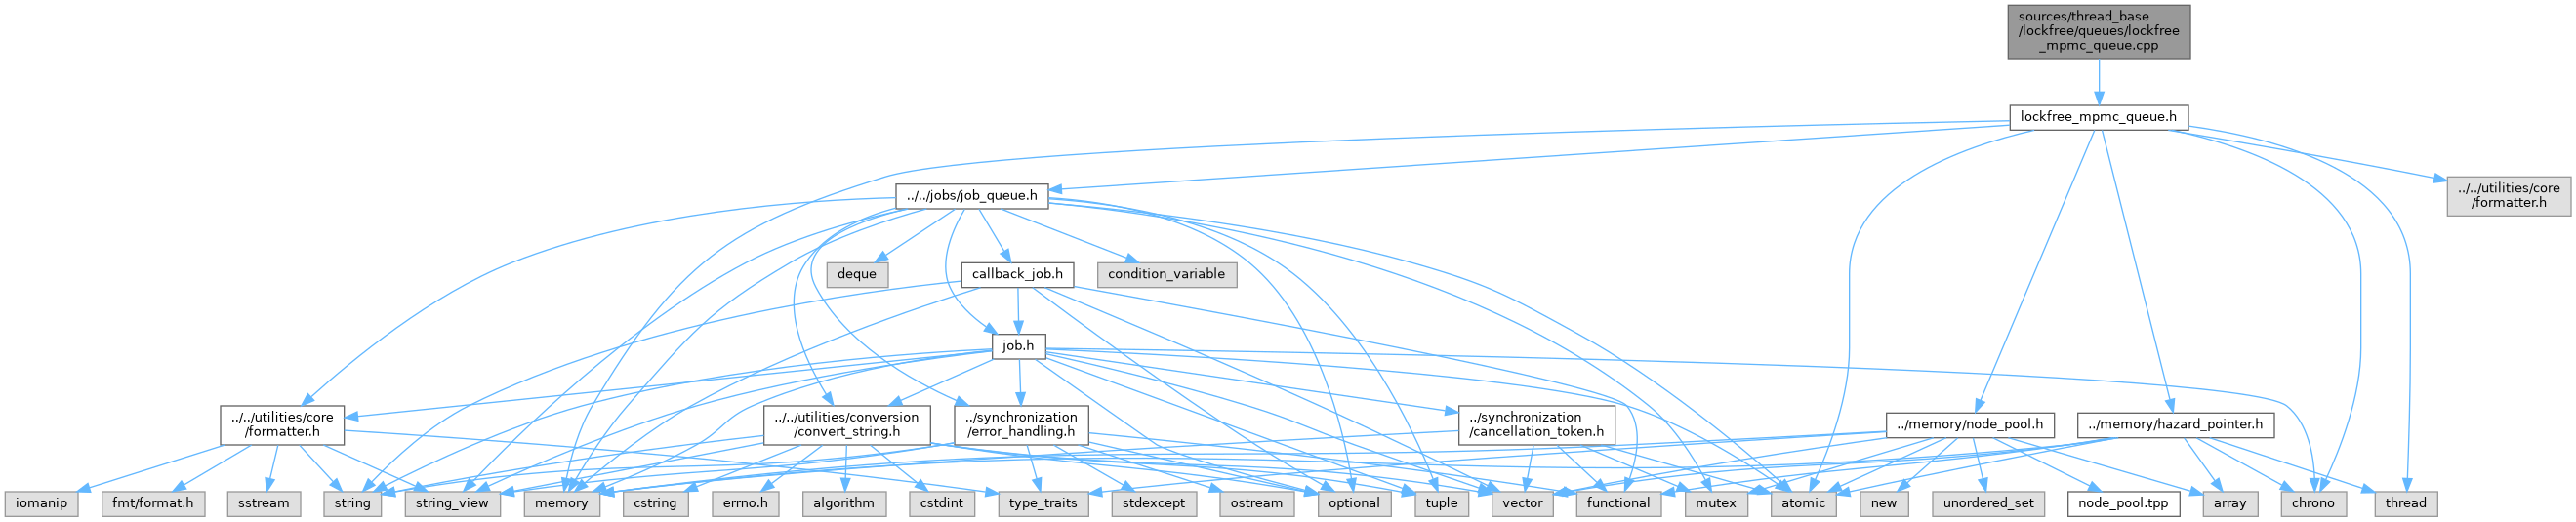 sources/thread_base
/lockfree/queues/lockfree
_mpmc_queue.cpp
lockfree_mpmc_queue.h
../../jobs/job_queue.h
../../utilities/core
/formatter.h
deque
callback_job.h
condition_variable
job.h
../../utilities/core
/formatter.h
../../utilities/conversion
/convert_string.h
../synchronization
/error_handling.h
../synchronization
/cancellation_token.h
../memory/node_pool.h
../memory/hazard_pointer.h
iomanip
fmt/format.h
sstream
string
string_view
memory
cstring
errno.h
algorithm
cstdint
type_traits
stdexcept
ostream
optional
tuple
vector
functional
mutex
atomic
new
unordered_set
node_pool.tpp
array
chrono
thread